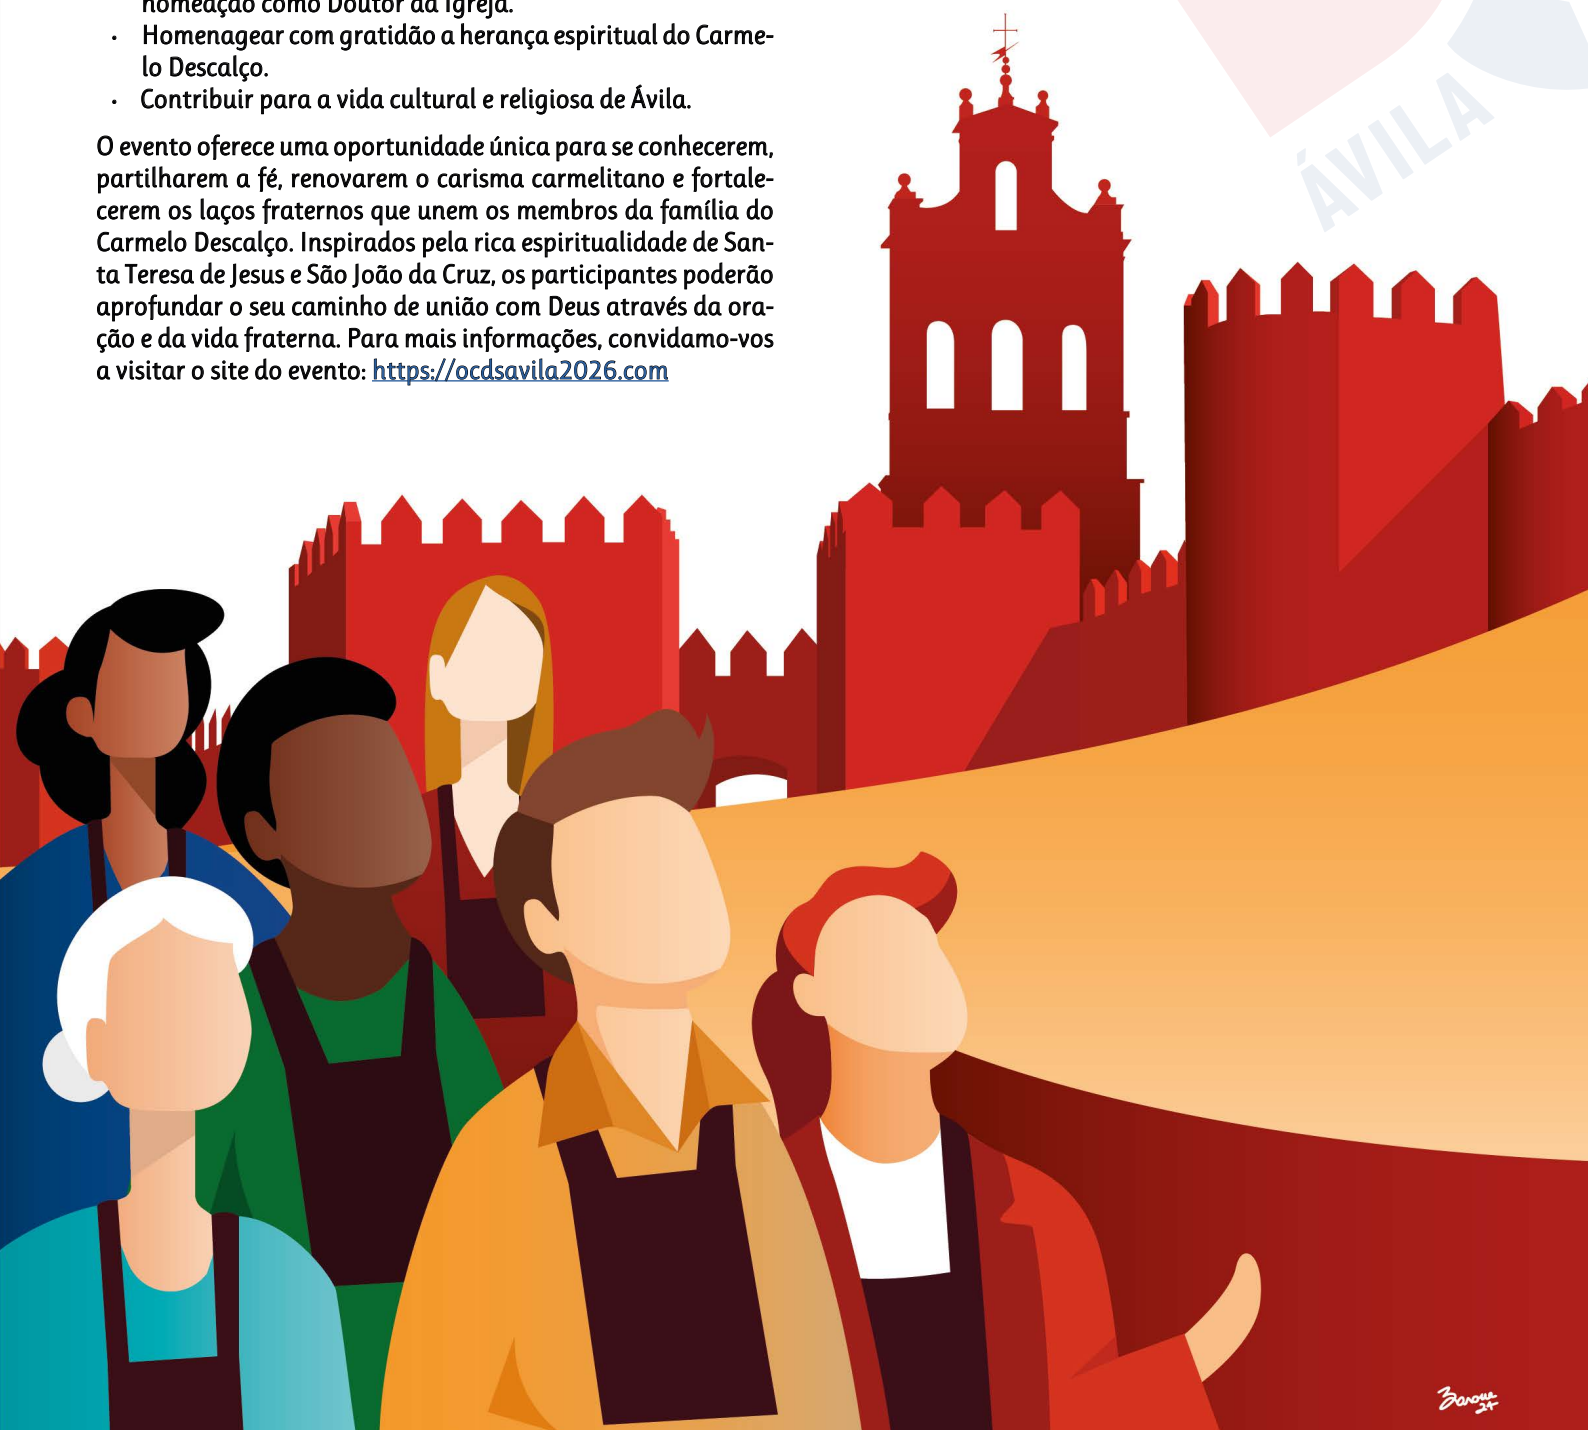 nomeação como Doutor da Igreja.
· Homenagear com gratidão a herança espiritual do Carme-
lo Descalço.
· Contribuir para a vida cultural e religiosa de Ávila.
O evento oferece uma oportunidade única para se conhecerem,
partilharem a fé, renovarem o carisma carmelitano e fortale-
cerem os laços fraternos que unem os membros da família do
Carmelo Descalço. Inspirados pela rica espiritualidade de San-
ta Teresa de Jesus e São João da Cruz, os participantes poderão
aprofundar o seu caminho de união com Deus através da ora-
ção e da vida fraterna. Para mais informações, convidamo-vos
a visitar o site do evento: https://ocdsavila2026.com
ÁVILA
24